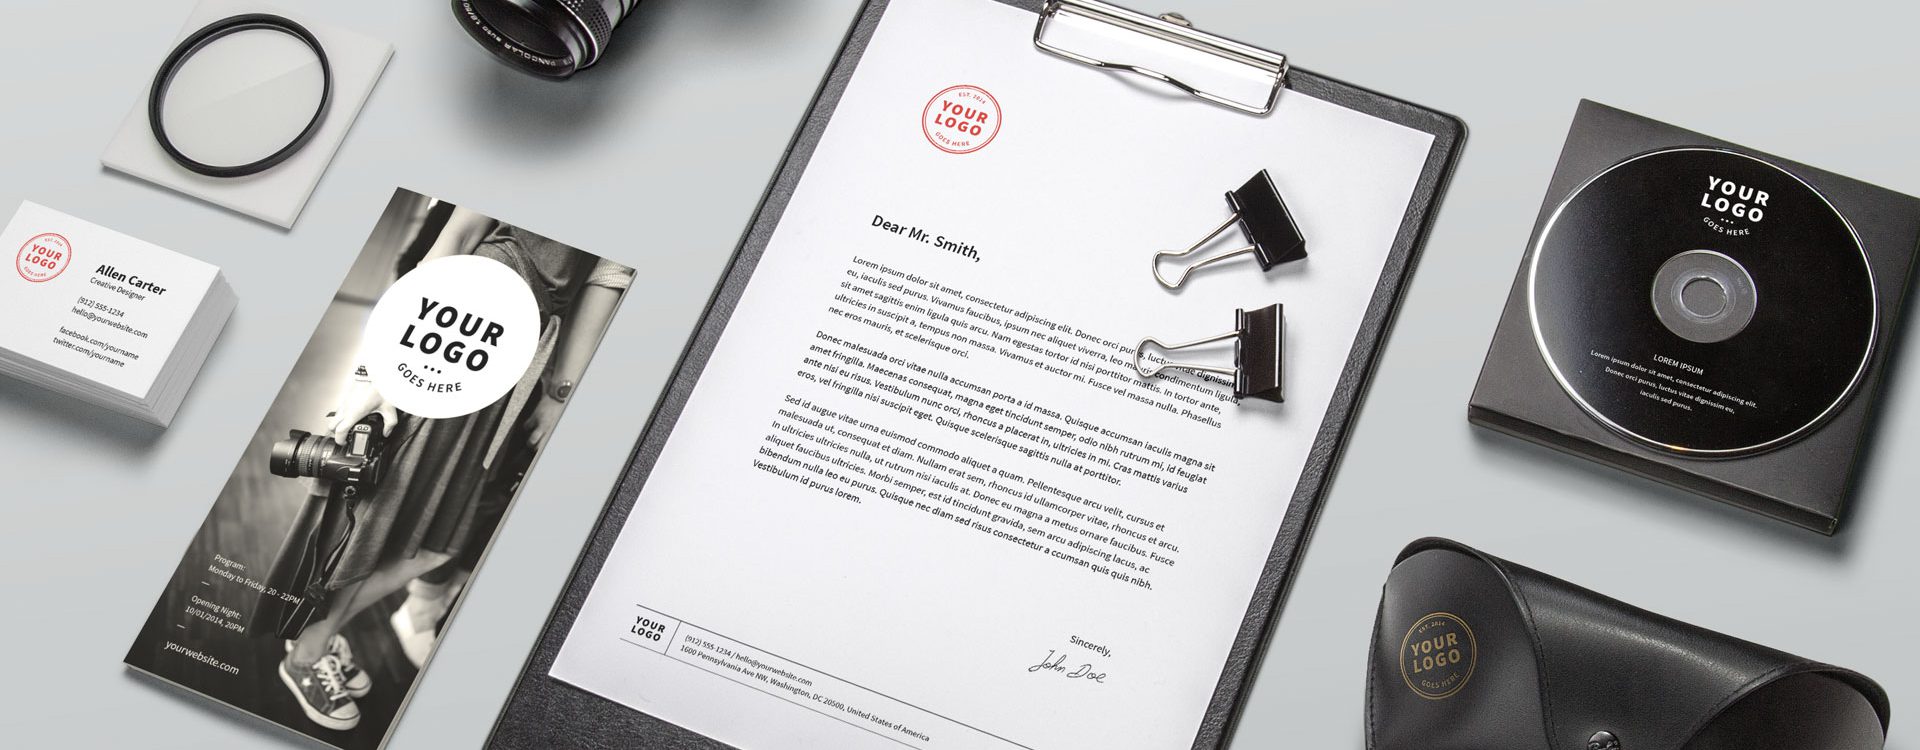 PANCOLAR auto 1.8/50
EST. 2014
YOUR
LOGO
GOES HERE
Allen Carter
Creative Designer
(912) 555-1234
hello@yourwebsite.com
facebook.com/yourname
twitter.com/yourname
YOUR
LOGO
GOES HERE
Program:
Monday to Friday, 20 - 22PM
Opening Night:
10/01/2014, 20PM
yourwebsite.com
EST. 2014
YOUR
LOGO
GOES HERE
Dear Mr. Smith,
Lorem ipsum dolor sit amet, consectetur adipiscing elit. Donec orci purus, luctus vitae dignissim
eu, iaculis sed purus. Vivamus faucibus, ipsum nec aliquet viverra, leo condimentum ligula,
sit amet sagittis enim ligula quis arcu. Nam egestas tortor id nisi porttitor mattis. In tortor ante,
ultricies in suscipit a, tempus non massa. Vivamus et auctor mi. Fusce vel massa nulla. Phasellus
nec eros mauris, et scelerisque orci.
Donec malesuada orci vitae nulla accumsan porta a id massa. Quisque accumsan iaculis magna sit
amet fringilla. Maecenas consequat, magna eget tincidunt semper, odio nibh rutrum mi, id feugiat
ante nisi eu risus. Vestibulum nunc orci, rhoncus a placerat in, ultricies in mi. Cras mattis varius
eros, vel fringilla nisi suscipit eget. Quisque scelerisque sagittis nulla at porttitor.
Sed id augue vitae urna euismod commodo aliquet a quam. Pellentesque arcu velit, cursus et
malesuada ut, consequat et diam. Nullam erat sem, rhoncus id ullamcorper vitae, rhoncus et arcu.
In ultricies ultricies nulla, ut rutrum nisi iaculis at. Donec eu magna a metus ornare faucibus. Fusce
aliquet faucibus ultricies. Morbi semper, est id tincidunt gravida, sem arcu adipiscing lacus, ac
bibendum nulla leo eu purus. Quisque nec diam sed risus consectetur a ccumsan quis quis nibh.
Vestibulum id purus lorem.
Sincerely,
John Doe
YOUR
LOGO
(912) 555-1234 / hello@yourwebsite.com
1600 Pennsylvania Ave NW, Washington, DC 20500, United States of America
YOUR
LOGO
GOES HERE
LOREM IPSUM
Lorem ipsum dolor sit amet, consectetur adipiscing elit.
Donec orci purus, luctus vitae dignissim eu,
iaculis sed purus.
EST. 2014
YOUR
LOGO
GOES HERE